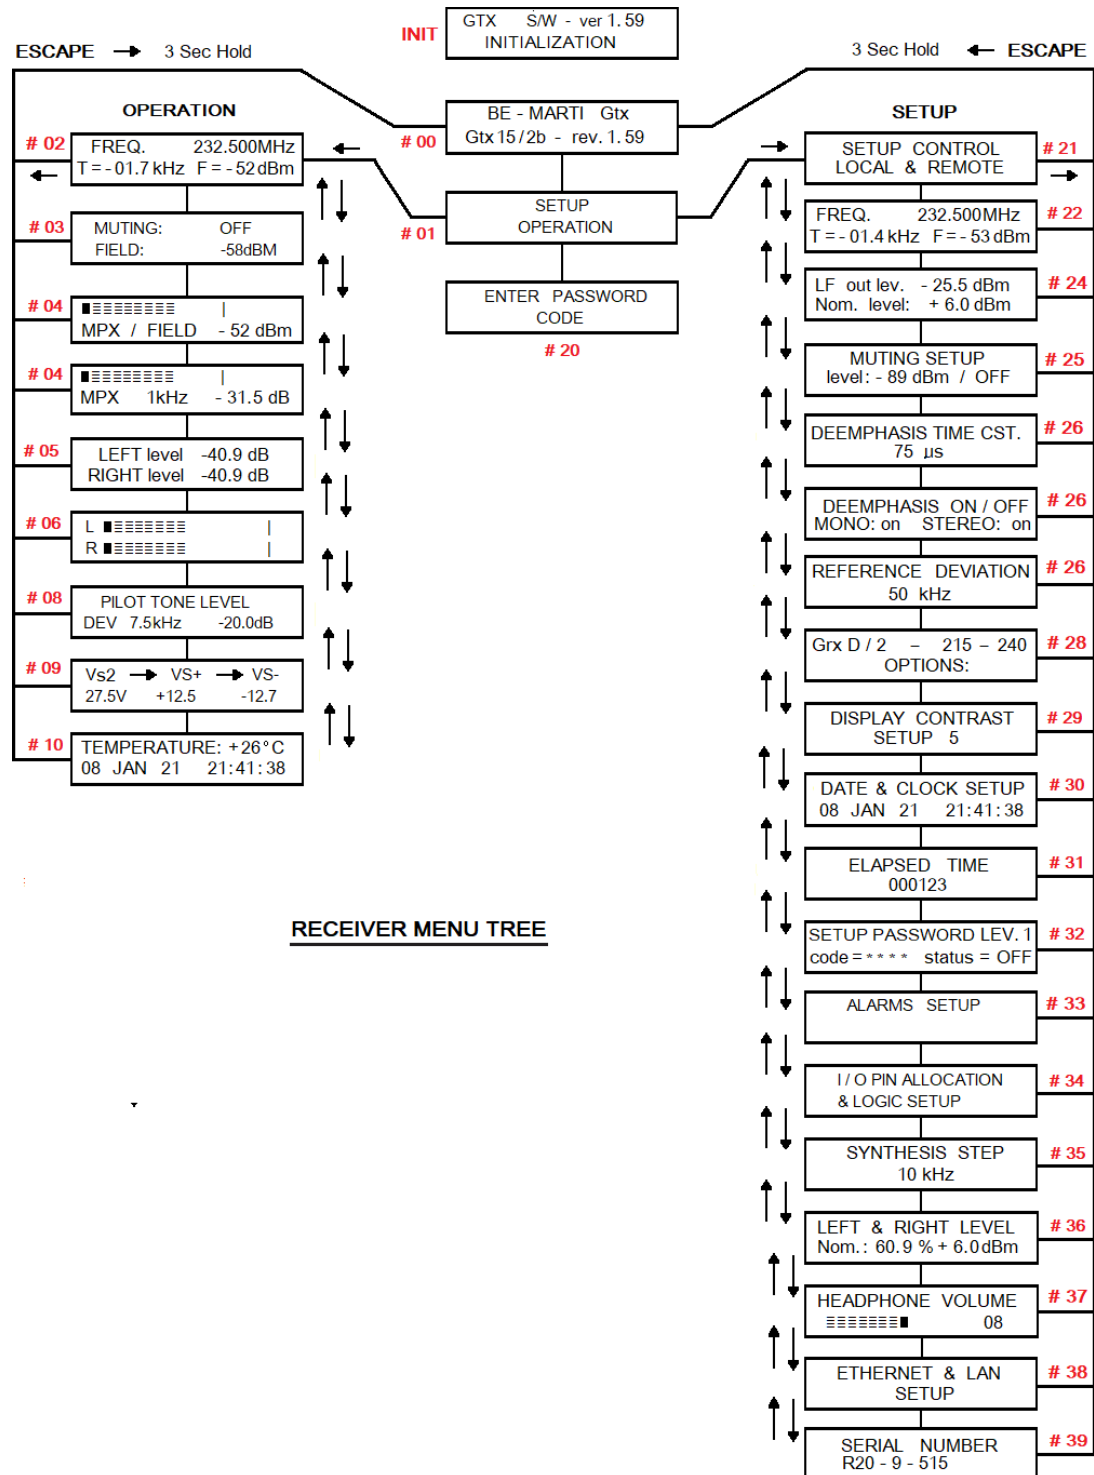 INIT
GTX S/W - ver 1.59
INITIALIZATION
ESCAPE 3 Sec Hold
3 Sec Hold ESCAPE
OPERATION
# 02
FREQ. 232.500MHz
T = - 01.7 kHz F = - 52 dBm
# 03
MUTING: OFF
FIELD: -58dBM
# 04
MPX / FIELD - 52 dBm
# 04
MPX 1kHz - 31.5 dB
# 05
LEFT level -40.9 dB
RIGHT level -40.9 dB
# 06
L
R
# 08
PILOT TONE LEVEL
DEV 7.5kHz -20.0dB
# 09
Vs2 VS+ VS-
27.5V +12.5 -12.7
# 10
TEMPERATURE: +26°C
08 JAN 21 21:41:38
# 00
BE - MARTI Gtx
Gtx 15 / 2b - rev. 1.59
# 01
SETUP
OPERATION
ENTER PASSWORD
CODE
# 20
RECEIVER MENU TREE
SETUP
SETUP CONTROL
LOCAL & REMOTE
# 21
FREQ. 232.500MHz
T = - 01.4 kHz F = - 53 dBm
# 22
LF out lev. - 25.5 dBm
Nom. level: + 6.0 dBm
# 24
MUTING SETUP
level: - 89 dBm / OFF
# 25
DEEMPHASIS TIME CST.
75 µs
# 26
DEEMPHASIS ON / OFF
MONO: on STEREO: on
# 26
REFERENCE DEVIATION
50 kHz
# 26
Grx D / 2 – 215 – 240
OPTIONS:
# 28
DISPLAY CONTRAST
SETUP 5
# 29
DATE & CLOCK SETUP
08 JAN 21 21:41:38
# 30
ELAPSED TIME
000123
# 31
SETUP PASSWORD LEV. 1
code = * * * * status = OFF
# 32
ALARMS SETUP
# 33
I / O PIN ALLOCATION
& LOGIC SETUP
# 34
SYNTHESIS STEP
10 kHz
# 35
LEFT & RIGHT LEVEL
Nom.: 60.9 % + 6.0 dBm
# 36
HEADPHONE VOLUME
08
# 37
ETHERNET & LAN
SETUP
# 38
SERIAL NUMBER
R20 - 9 - 515
# 39